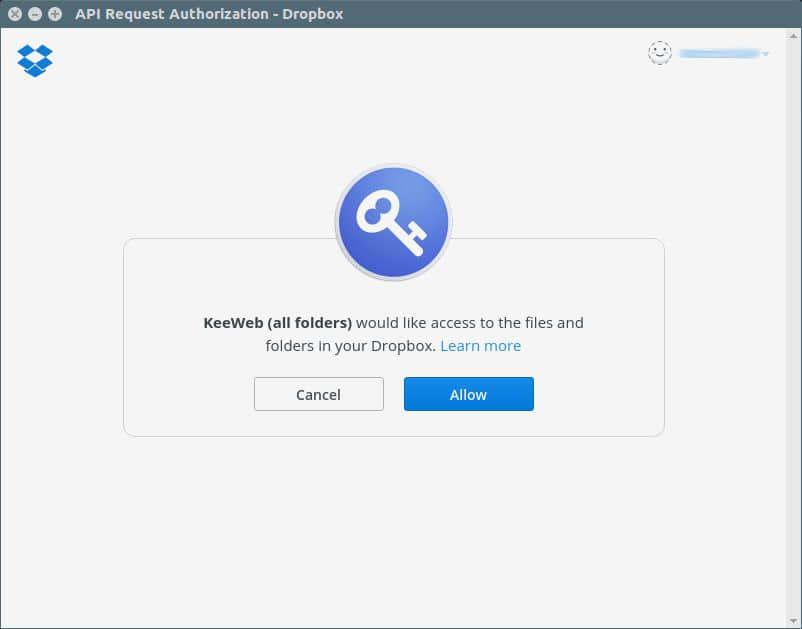 API Request Authorization - Dropbox
KeeWeb (all folders) would like access to the files and
folders in your Dropbox. Learn more
Cancel
Allow